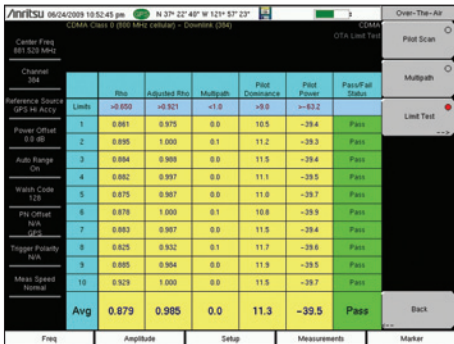 Anritsu 06/24/2009 10:52:45 pm GPS N 37° 22' 40" W 121° 57' 23"
Over-The-Air
CDMA Class 0 (800 MHz cellular) - Downlink (384)
CDMA
OTA Limit Test
Center Freq
881.520 MHz
Channel
384
Reference Source
GPS Hi Accy
Power Offset
0.0 dB
Auto Range
On
Walsh Code
128
PN Offset
N/A
GPS
Trigger Polarity
N/A
Meas Speed
Normal
Rho Adjusted Rho Multipath Pilot Dominance Pilot Power Pass/Fail Status
Limits >0.850 >0.921 <1.0 >9.0 >-63.2
1 0.861 0.975 0.0 10.5 -39.4 Pass
2 0.895 1.000 0.1 11.2 -39.3 Pass
3 0.884 0.988 0.0 11.5 -39.4 Pass
4 0.882 0.997 0.0 11.1 -39.5 Pass
5 0.875 0.987 0.0 11.0 -39.7 Pass
6 0.878 1.000 0.1 10.8 -39.9 Pass
7 0.883 0.987 0.0 11.5 -39.4 Pass
8 0.825 0.932 0.1 11.7 -39.6 Pass
9 0.885 0.984 0.0 11.9 -39.5 Pass
10 0.929 1.000 0.0 11.5 -39.7 Pass
Avg 0.879 0.985 0.0 11.3 -39.5 Pass
Pilot Scan
Multipath
Limit Test
-->
Back
<--
Freq Amplitude Setup Measurements Marker